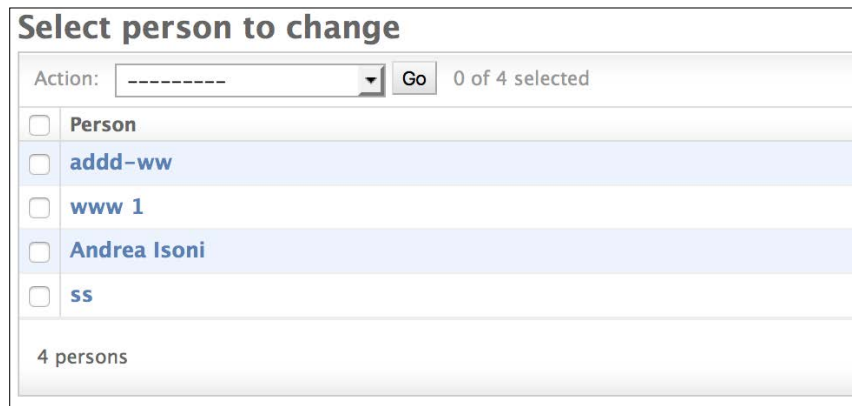 Select person to change
Action: --------- Go 0 of 4 selected
Person
addd-ww
www 1
Andrea Isoni
ss
4 persons